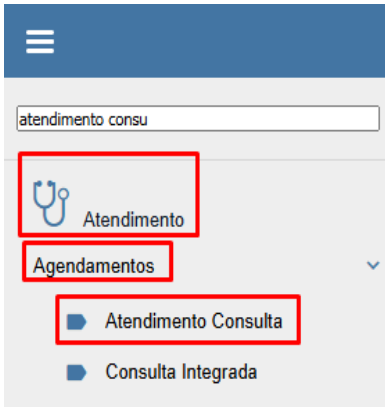 atendimento consu
Atendimento
Agendamentos
Atendimento Consulta
Consulta Integrada